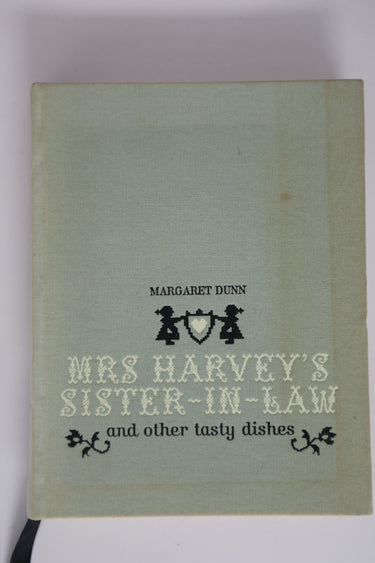 MARGARET DUNN
MRS HARVEY'S
SISTER-IN-LAW
and other tasty dishes